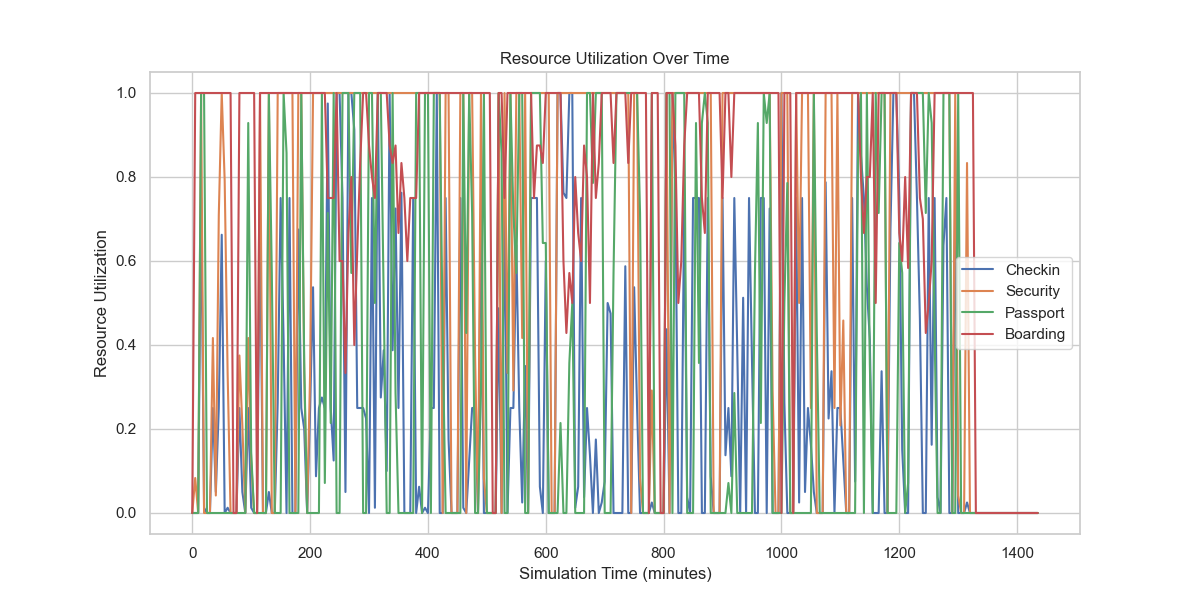 Resource Utilization Over Time
Resource Utilization
1.0
0.8
0.6
0.4
0.2
0.0
Checkin
Security
Passport
Boarding
0 200 400 600 800 1000 1200 1400
Simulation Time (minutes)